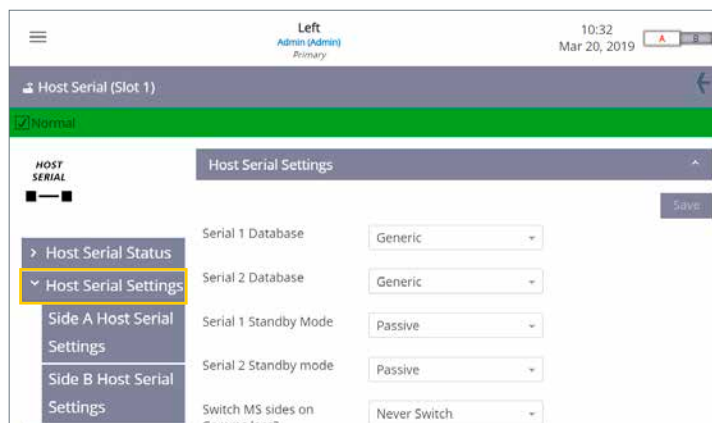 Left
Admin (Admin)
Primary
10:32
Mar 20, 2019
A
B
Host Serial (Slot 1)
Normal
HOST
SERIAL
Host Serial Settings
Save
Host Serial Status
Host Serial Settings
Side A Host Serial
Settings
Side B Host Serial
Settings
Serial 1 Database
Generic
Serial 2 Database
Generic
Serial 1 Standby Mode
Passive
Serial 2 Standby mode
Passive
Switch MS sides on
Never Switch